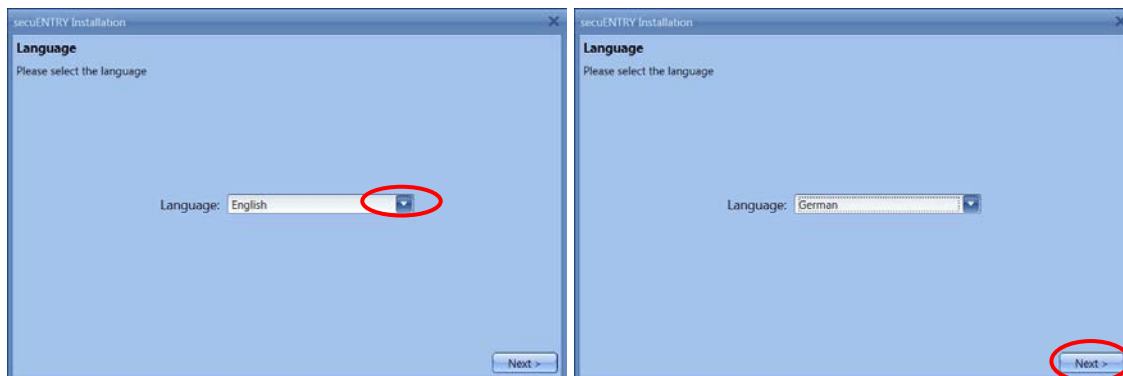 secuENTRY Installation
Language
Please select the language
Language: English
Next >
secuENTRY Installation
Language
Please select the language
Language: German
Next >